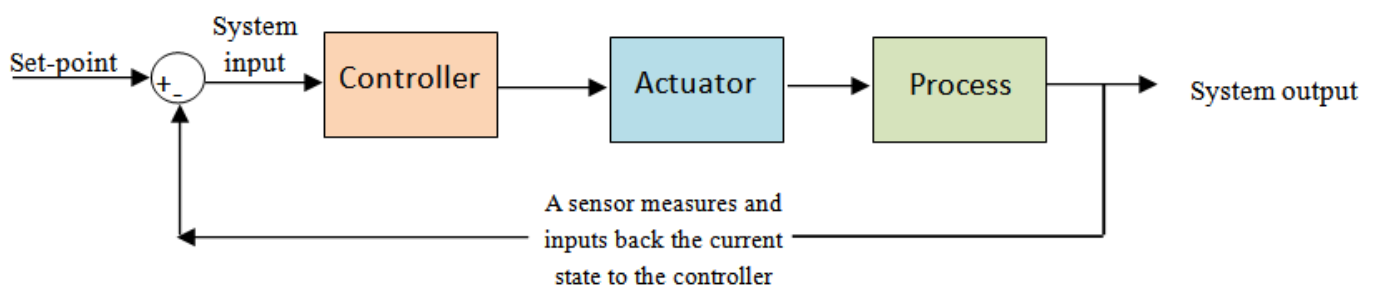 Set-point
+
-
System
input
Controller
Actuator
Process
System output
A sensor measures and
inputs back the current
state to the controller